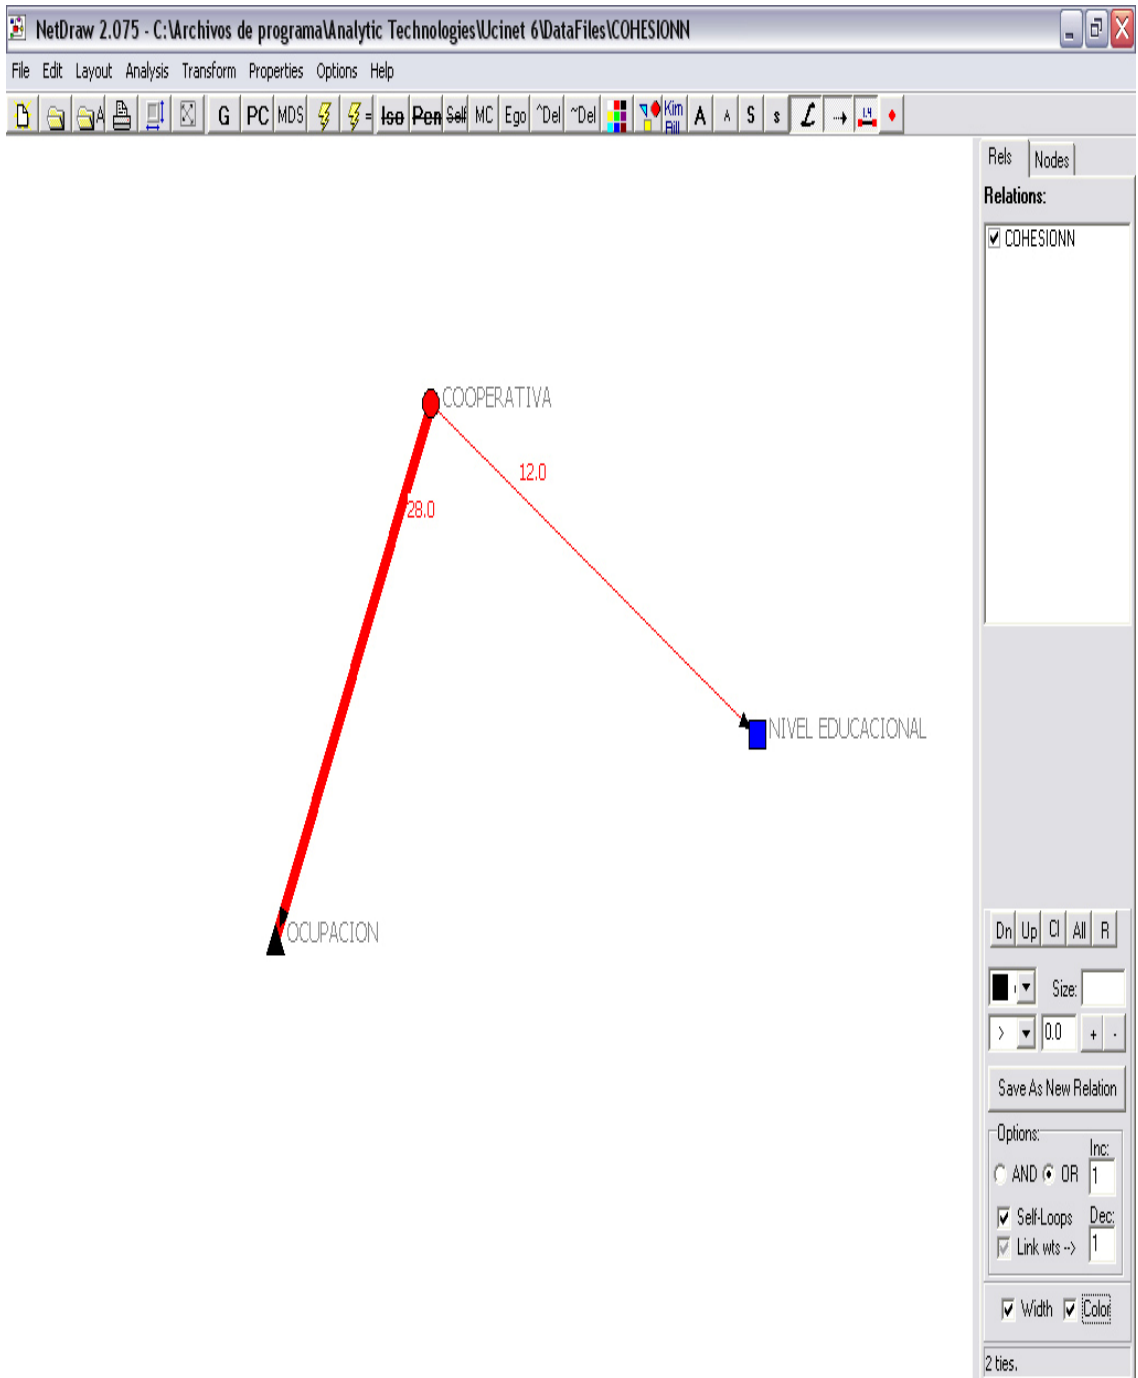 NetDraw 2.075 - C:\Archivos de programa\Analytic Technologies\Ucinet 6\DataFiles\COHESIONN
File Edit Layout Analysis Transform Properties Options Help
A G PC MDS = Iso Pen Self MC Ego ^Del ~Del Kim Bill A A S s L 1.4
Rels Nodes
Relations:
COHESIONN
COOPERATIVA
12.0
28.0
NIVEL EDUCACIONAL
OCUPACION
Dn Up Cl All R
Size:
> 0.0 + -
Save As New Relation
Options:
Inc:
AND OR 1
Self-Loops Dec:
Link wts --> 1
Width Color
2 ties.